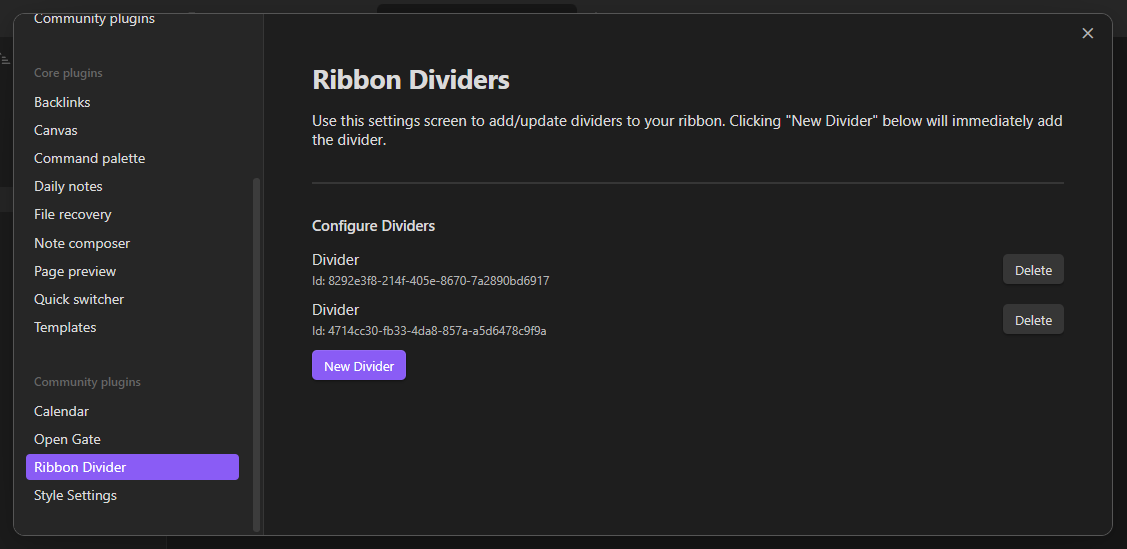 Community plugins
Core plugins
Backlinks
Canvas
Command palette
Daily notes
File recovery
Note composer
Page preview
Quick switcher
Templates
Community plugins
Calendar
Open Gate
Ribbon Divider
Style Settings
Ribbon Dividers
Use this settings screen to add/update dividers to your ribbon. Clicking "New Divider" below will immediately add
the divider.
Configure Dividers
Divider
Id: 8292e3f8-214f-405e-8670-7a2890bd6917
Delete
Divider
Id: 4714cc30-fb33-4da8-857a-a5d6478c9f9a
Delete
New Divider